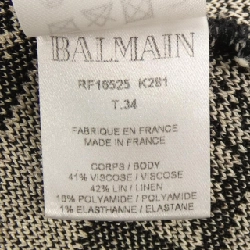 BALMAIN
RF16525 K281
T.34
FABRIQUE EN FRANCE
MADE IN FRANCE
CORPS / BODY
41% VISCOSE / VISCOSE
42% LIN / LINEN
16% POLYAMIDE / POLYAMIDE
1% ELASTHANNE / ELASTANE